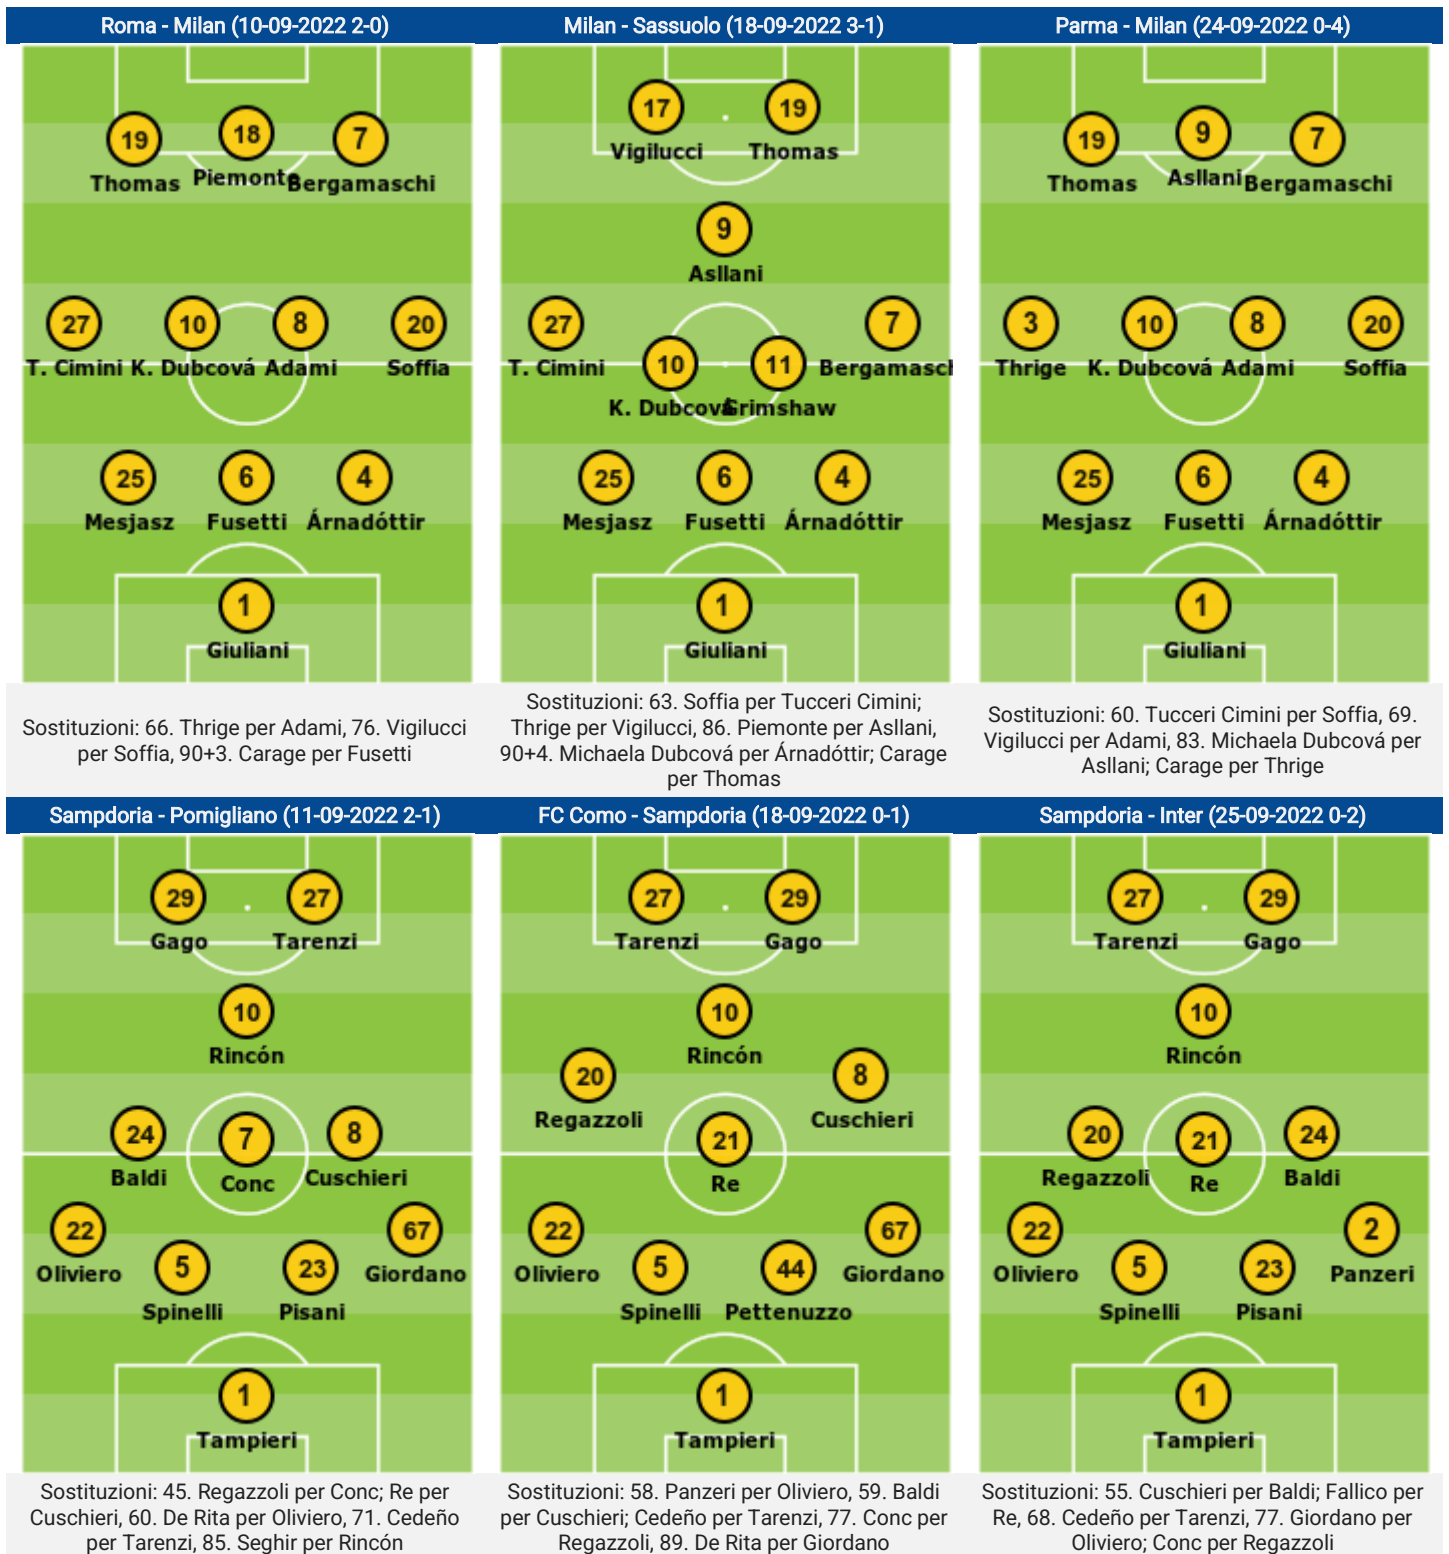 Roma - Milan (10-09-2022 2-0)
19 18 7
Thomas Piemonte Bergamaschi
27 10 8 20
T. Cimini K. Dubcová Adami Soffia
25 6 4
Mesjasz Fusetti Árnadóttir
1
Giuliani
Sostituzioni: 66. Thrige per Adami, 76. Vigilucci
per Soffia, 90+3. Carage per Fusetti
Milan - Sassuolo (18-09-2022 3-1)
17 19
Vigilucci Thomas
9
Asllani
27 7
T. Cimini Bergamasch
10 11
K. Dubcová Grimshaw
25 6 4
Mesjasz Fusetti Árnadóttir
1
Giuliani
Sostituzioni: 63. Soffia per Tucceri Cimini;
Thrige per Vigilucci, 86. Piemonte per Asllani,
90+4. Michaela Dubcová per Árnadóttir; Carage
per Thomas
Parma - Milan (24-09-2022 0-4)
19 9 7
Thomas Asllani Bergamaschi
3 10 8 20
Thrige K. Dubcová Adami Soffia
25 6 4
Mesjasz Fusetti Árnadóttir
1
Giuliani
Sostituzioni: 60. Tucceri Cimini per Soffia, 69.
Vigilucci per Adami, 83. Michaela Dubcová per
Asllani; Carage per Thrige
Sampdoria - Pomigliano (11-09-2022 2-1)
29 27
Gago Tarenzi
10
Rincón
24 7 8
Baldi Conc Cuschieri
22 67
Oliviero Giordano
5 23
Spinelli Pisani
1
Tampieri
Sostituzioni: 45. Regazzoli per Conc; Re per
Cuschieri, 60. De Rita per Oliviero, 71. Cedeño
per Tarenzi, 85. Seghir per Rincón
FC Como - Sampdoria (18-09-2022 0-1)
27 29
Tarenzi Gago
10
Rincón
20 8
Regazzoli Cuschieri
21
Re
22 67
Oliviero Giordano
5 44
Spinelli Pettenuzzo
1
Tampieri
Sostituzioni: 58. Panzeri per Oliviero, 59. Baldi
per Cuschieri; Cedeño per Tarenzi, 77. Conc per
Regazzoli, 89. De Rita per Giordano
Sampdoria - Inter (25-09-2022 0-2)
27 29
Tarenzi Gago
10
Rincón
20 21 24
Regazzoli Re Baldi
22 2
Oliviero Panzeri
5 23
Spinelli Pisani
1
Tampieri
Sostituzioni: 55. Cuschieri per Baldi; Fallico per
Re, 68. Cedeño per Tarenzi, 77. Giordano per
Oliviero; Conc per Regazzoli